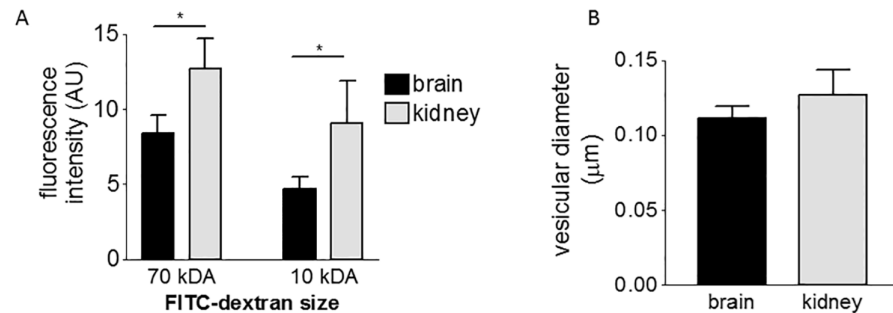 A
fluorescence
intensity (AU)
15
10
5
0
*
*
70 kDA
10 kDA
FITC-dextran size
brain
kidney
B
vesicular diameter
(μm)
0.15
0.10
0.05
0.00
brain
kidney